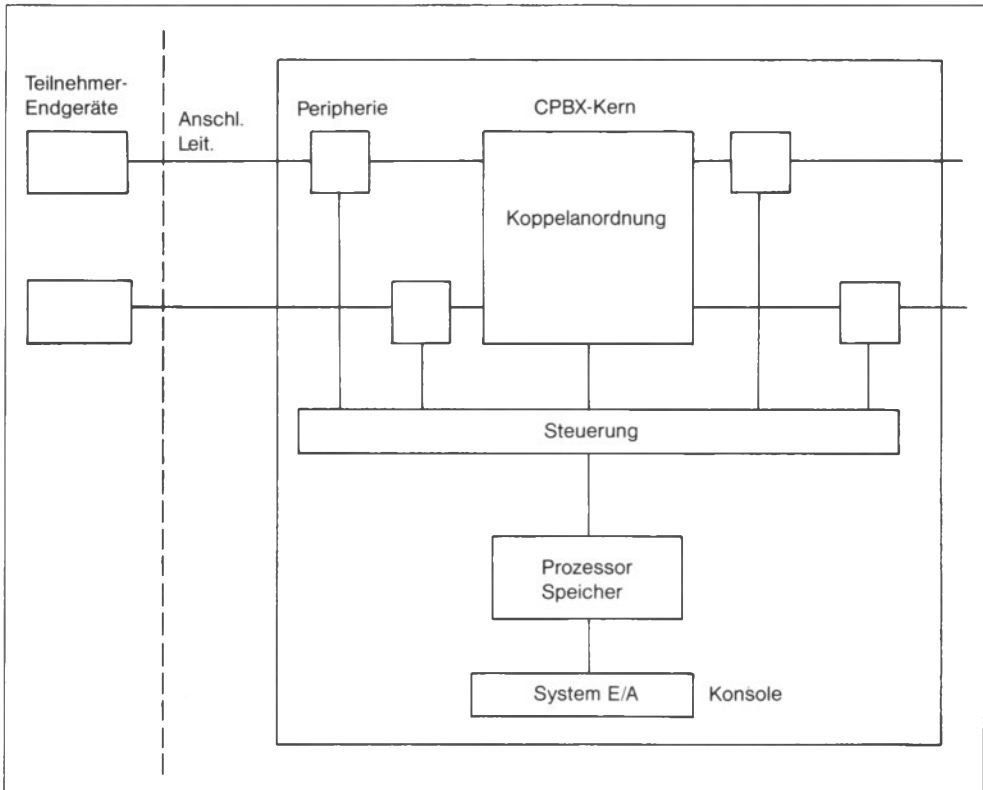 Teilnehmer-
Endgeräte
Anschl.
Leit.
Peripherie
CPBX-Kern
Koppelanordnung
Steuerung
Prozessor
Speicher
System E/A
Konsole